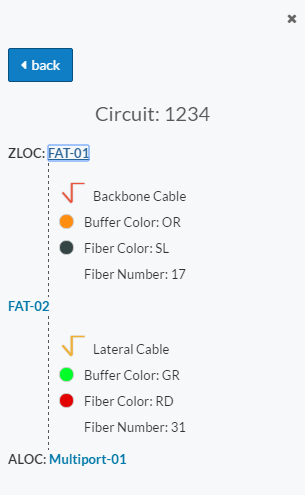 back
Circuit: 1234
ZLOC: FAT-01
Backbone Cable
Buffer Color: OR
Fiber Color: SL
Fiber Number: 17
FAT-02
Lateral Cable
Buffer Color: GR
Fiber Color: RD
Fiber Number: 31
ALOC: Multiport-01